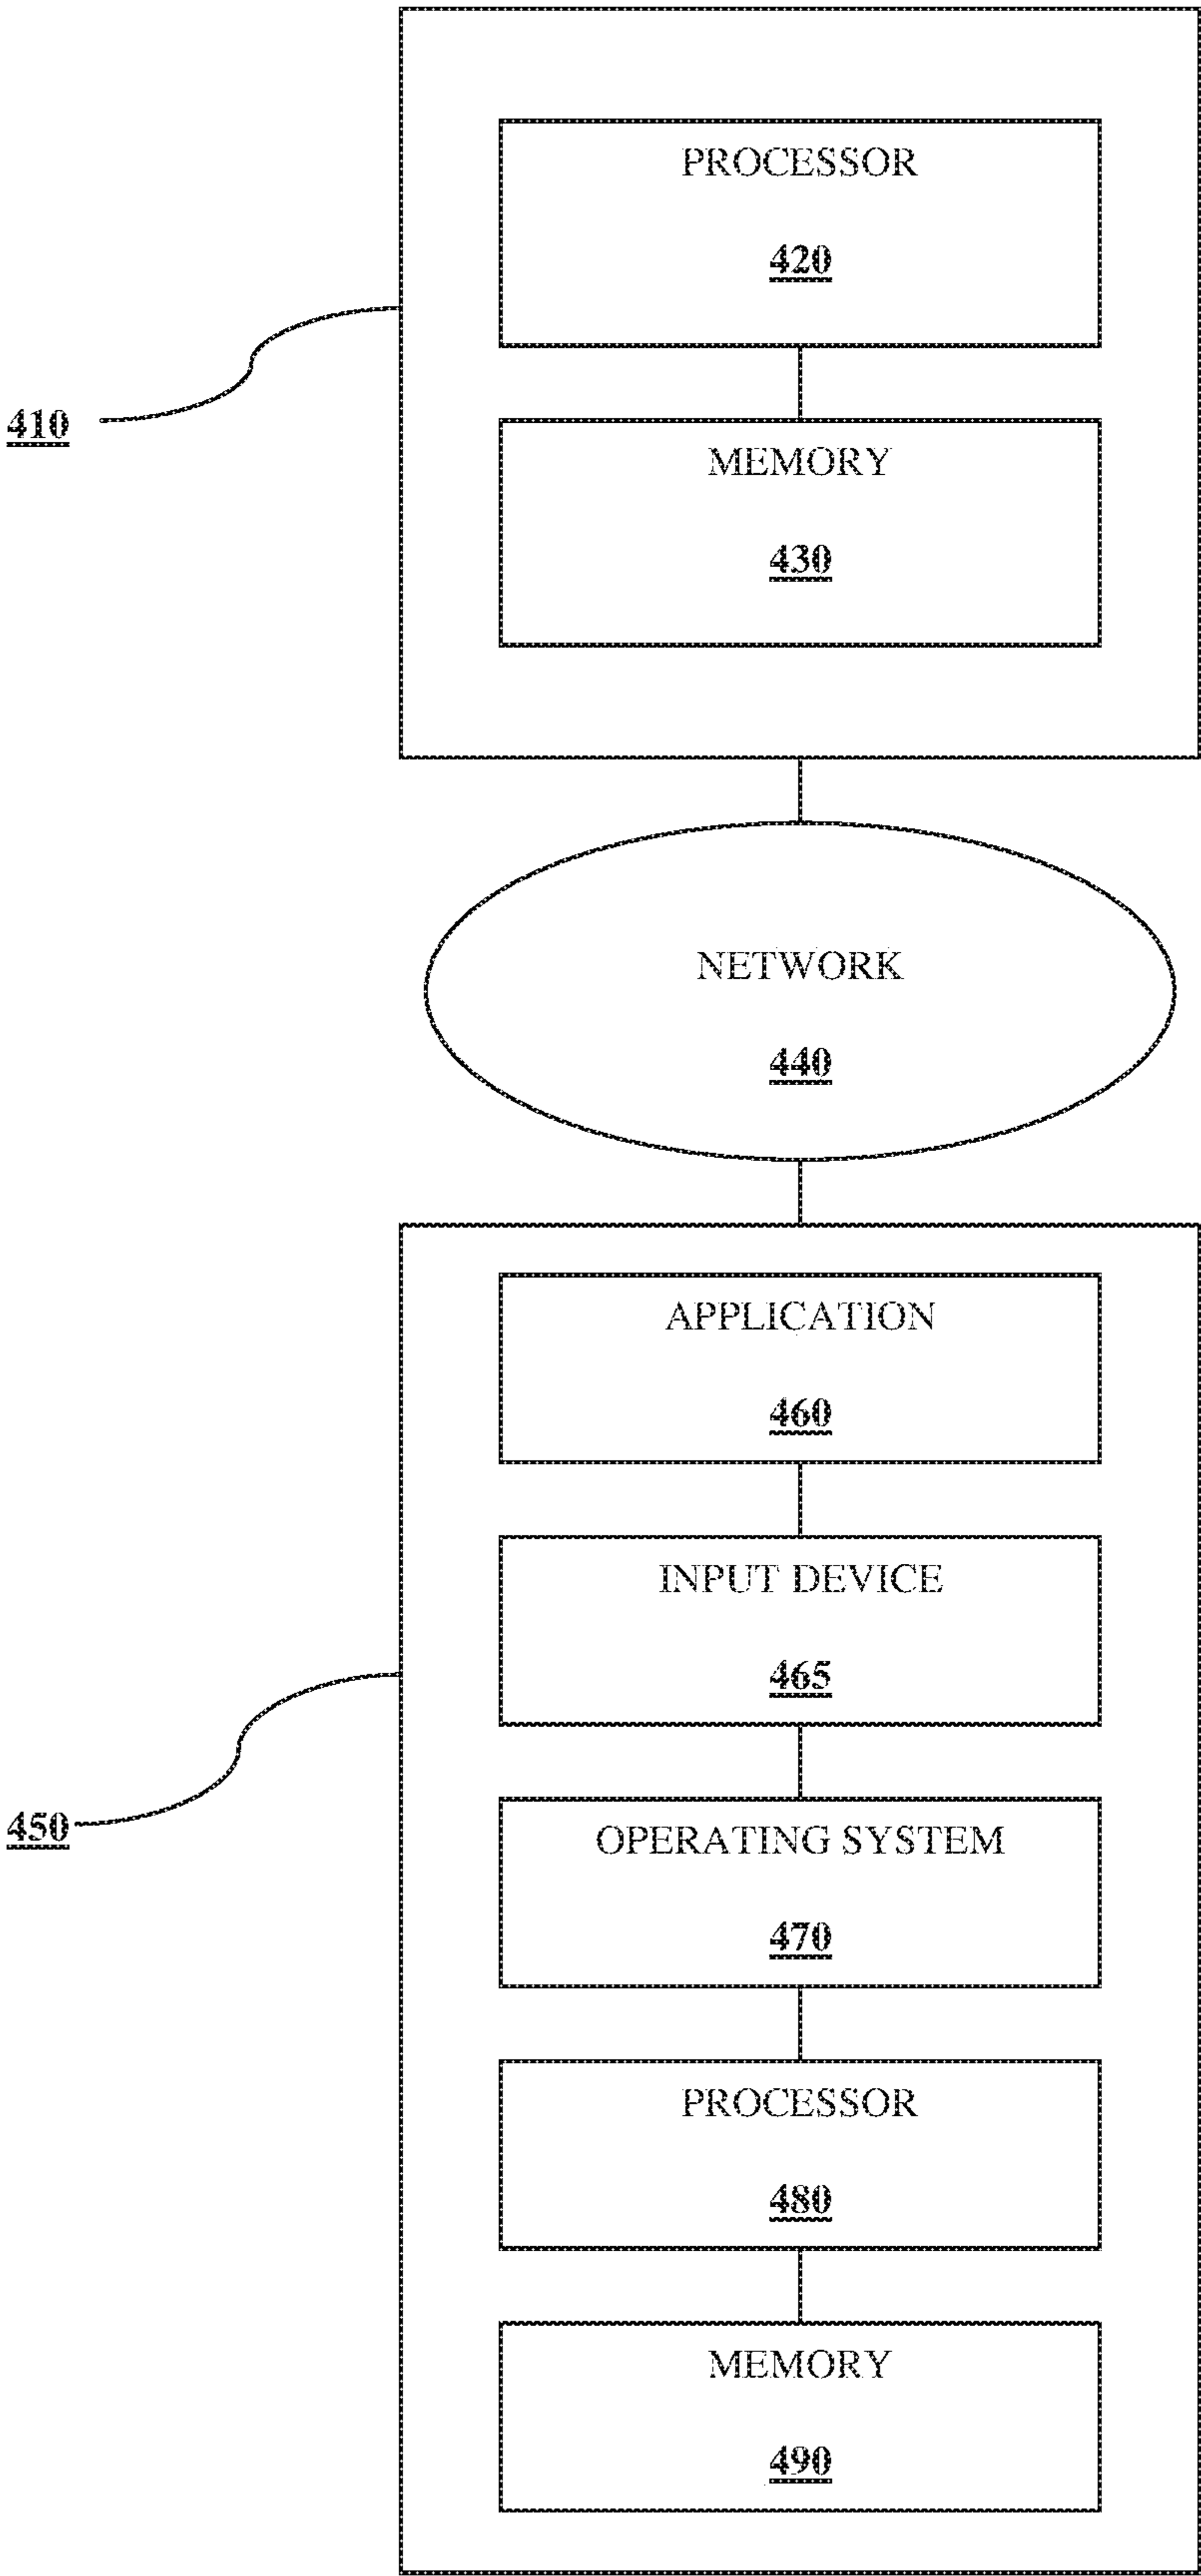 PROCESSOR
420
410
MEMORY
430
NETWORK
440
APPLICATION
460
INPUT DEVICE
465
450
OPERATING SYSTEM
470
PROCESSOR
480
MEMORY
490